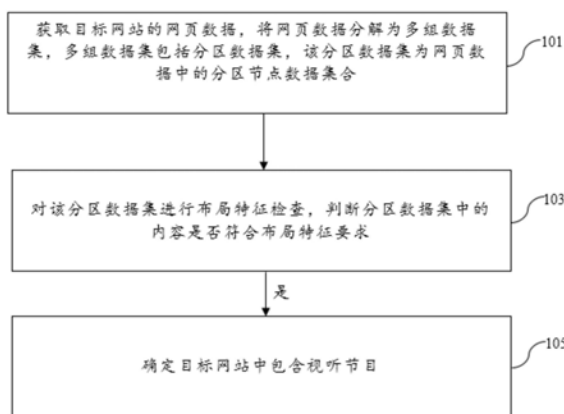 获取目标网站的网页数据，将网页数据分解为多组数据
集，多组数据集包括分区数据集，该分区数据集为网页数
据中的分区节点数据集合
101
对该分区数据集进行布局特征检查，判断分区数据集中的
内容是否符合布局特征要求
103
是
确定目标网站中包含视听节目
105